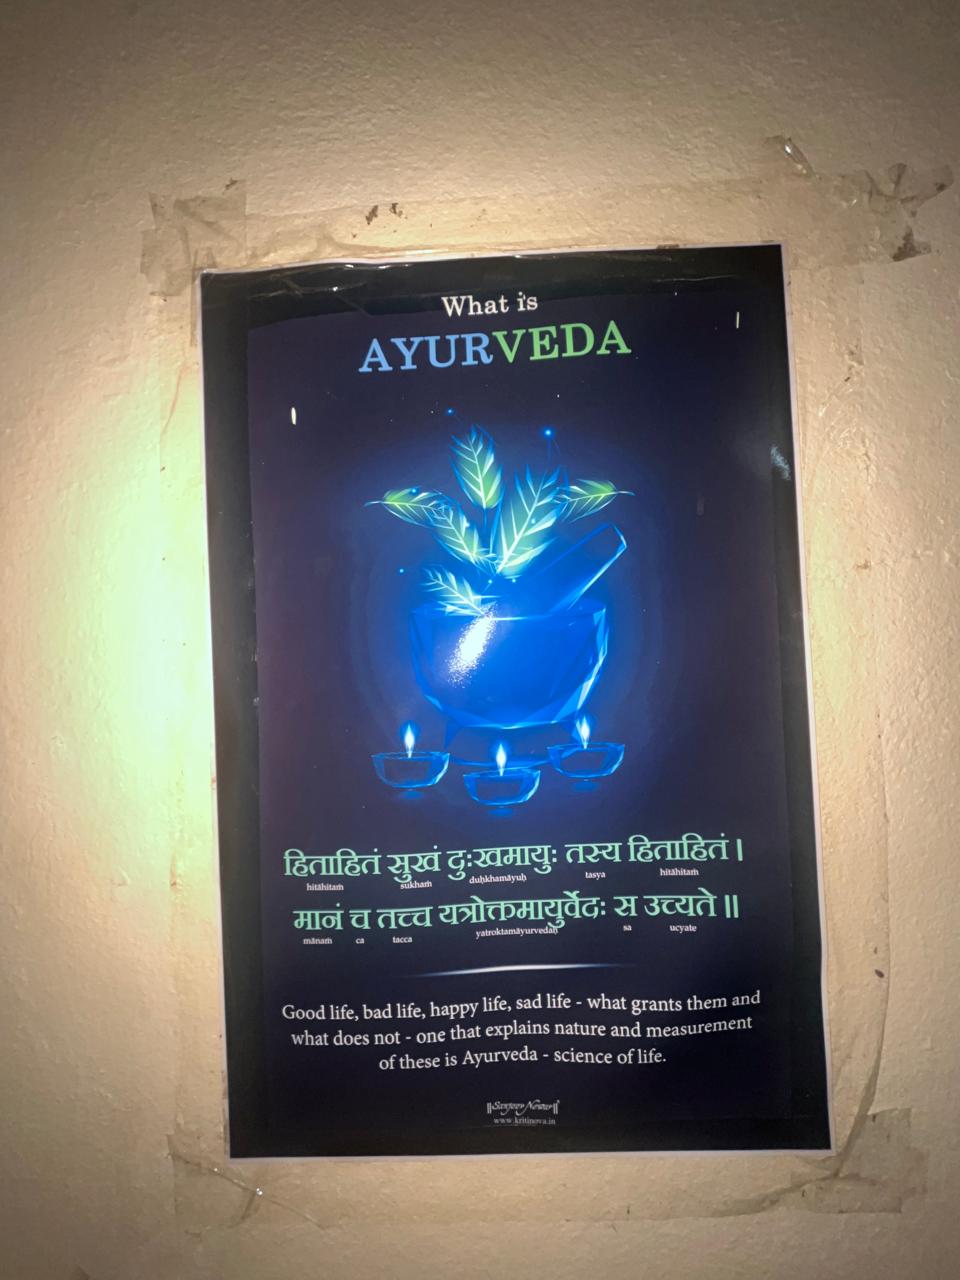 What is
AYURVEDA
हिताहितं सुखं दुःखमायुः तस्य हिताहितं।
hitāhitaṁ sukhaṁ duḥkhamāyuḥ tasya hitāhitaṁ
मानं च तच्च यत्रोक्तमायुर्वेदः स उच्यते॥
mānaṁ ca tacca yatroktamāyurvedaḥ sa ucyate
Good life, bad life, happy life, sad life - what grants them and
what does not - one that explains nature and measurement
of these is Ayurveda - science of life.
www.kritinova.in